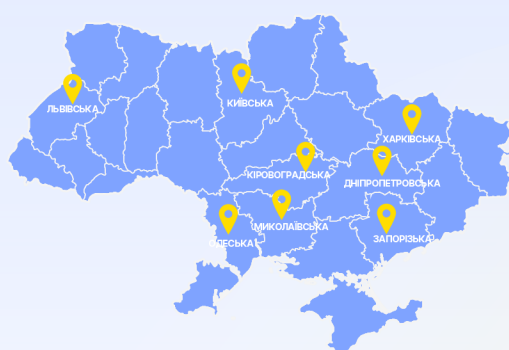 КИЇВСЬКА
ЛЬВІВСЬКА
ХАРКІВСЬКА
КІРОВОГРАДСЬКА
ДНІПРОПЕТРОВСЬКА
МИКОЛАЇВСЬКА
ЗАПОРІЗЬКА
ОДЕСЬКА